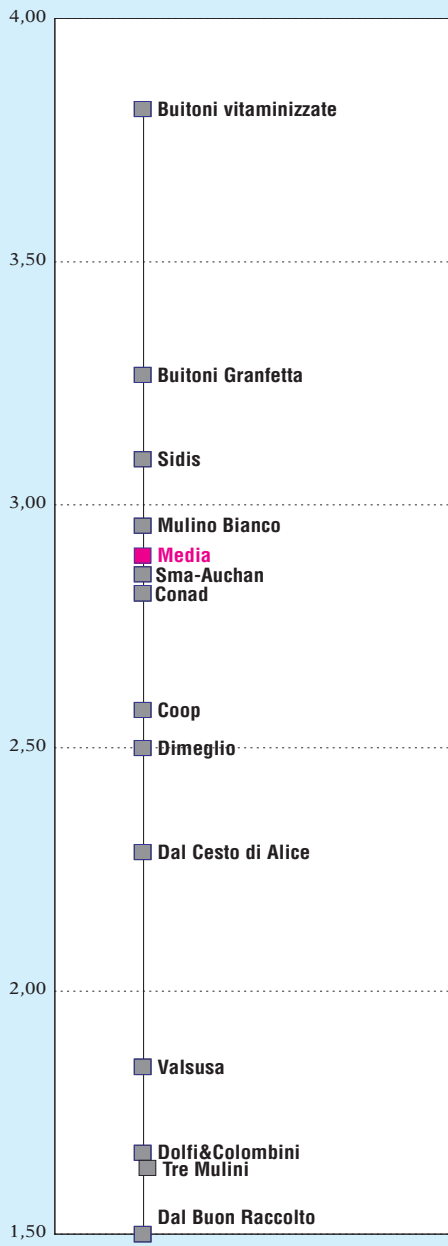 4,00
Buitoni vitaminizzate
3,50
Buitoni Granfetta
Sidis
3,00
Mulino Bianco
Media
Sma-Auchan
Conad
Coop
2,50
Dimeglio
Dal Cesto di Alice
2,00
Valsusa
Dolfi&Colombini
Tre Mulini
Dal Buon Raccolto
1,50